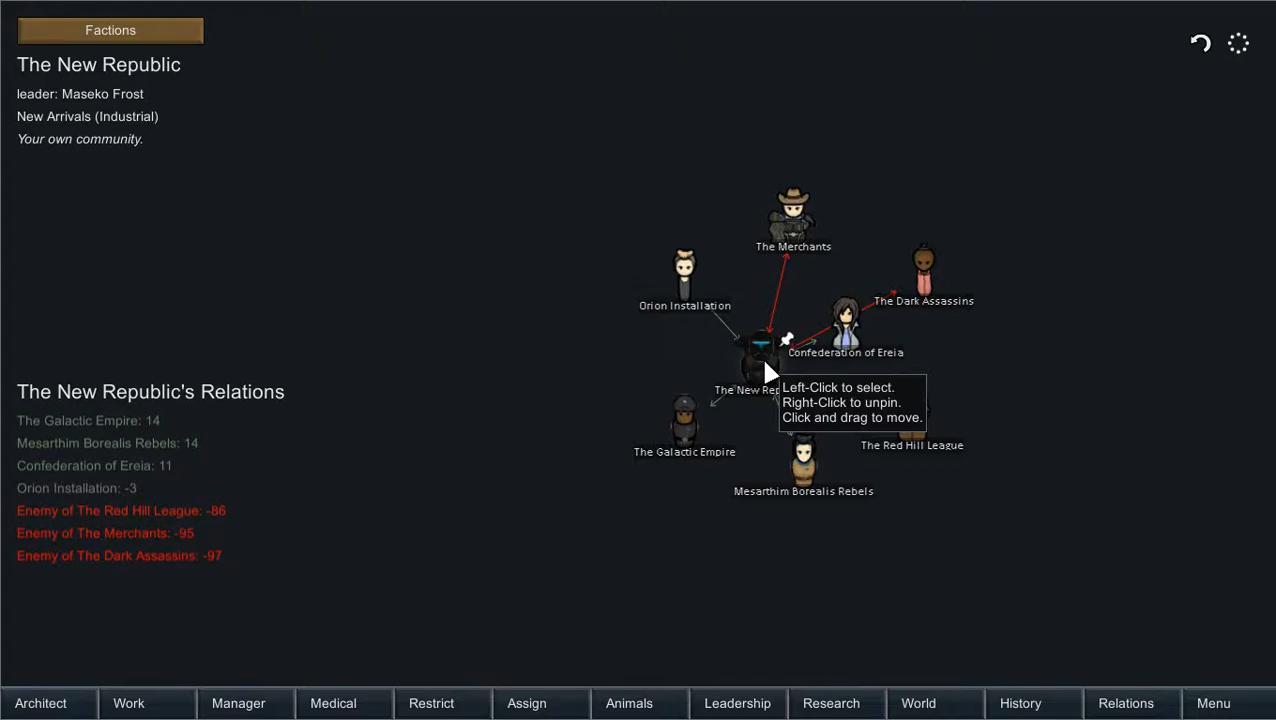 Factions
The New Republic
leader: Maseko Frost
New Arrivals (Industrial)
Your own community.
The Merchants
Orion Installation
The Dark Assassins
Confederation of Ereia
The New Rep
Left-Click to select.
Right-Click to unpin.
Click and drag to move.
The New Republic's Relations
The Galactic Empire: 14
Mesarthim Borealis Rebels: 14
Confederation of Ereia: 11
Orion Installation: -3
Enemy of The Red Hill League: -86
Enemy of The Merchants: -95
Enemy of The Dark Assassins: -97
The Galactic Empire
The Red Hill League
Mesarthim Borealis Rebels
Architect
Work
Manager
Medical
Restrict
Assign
Animals
Leadership
Research
World
History
Relations
Menu